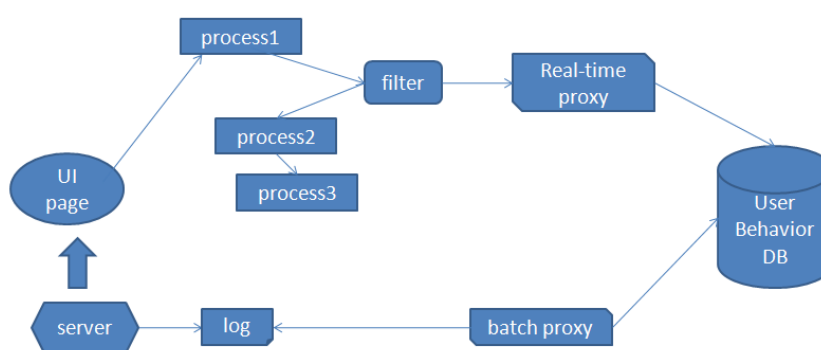 process1
filter
Real-time
proxy
process2
process3
UI
page
User
Behavior
DB
server
log
batch proxy